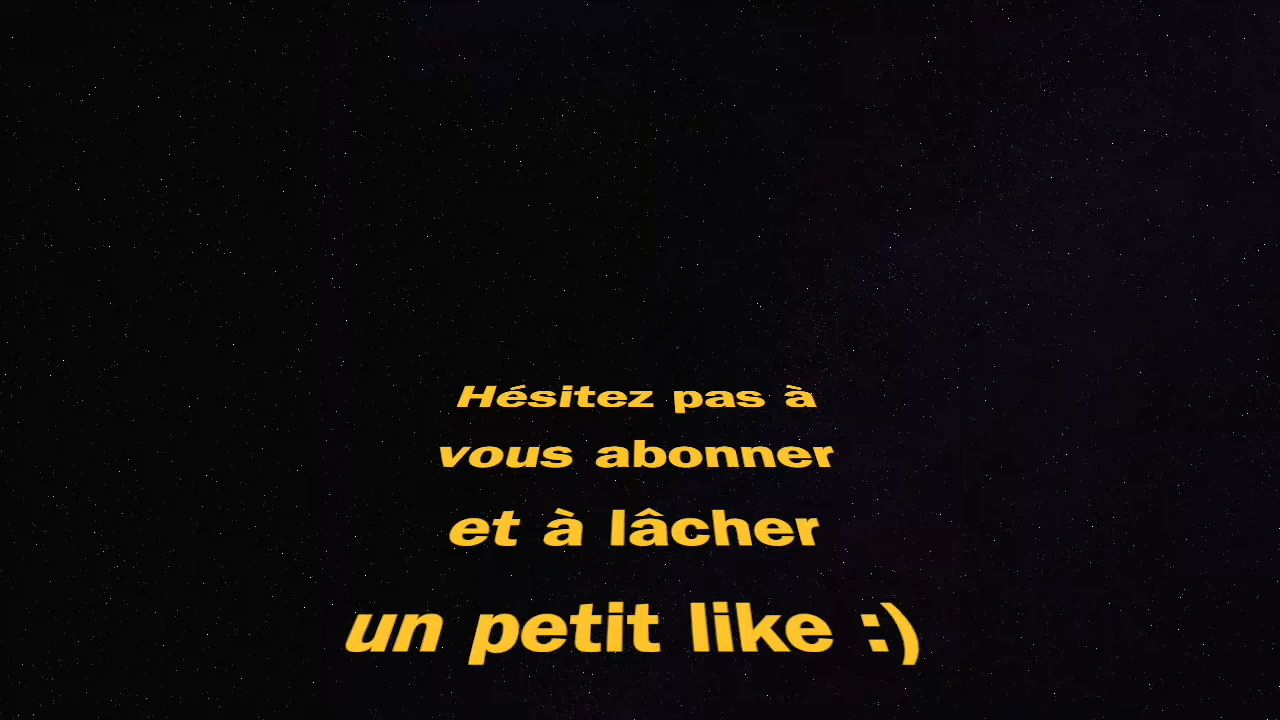 Hésitez pas à
vous abonner
et à lâcher
un petit like :)